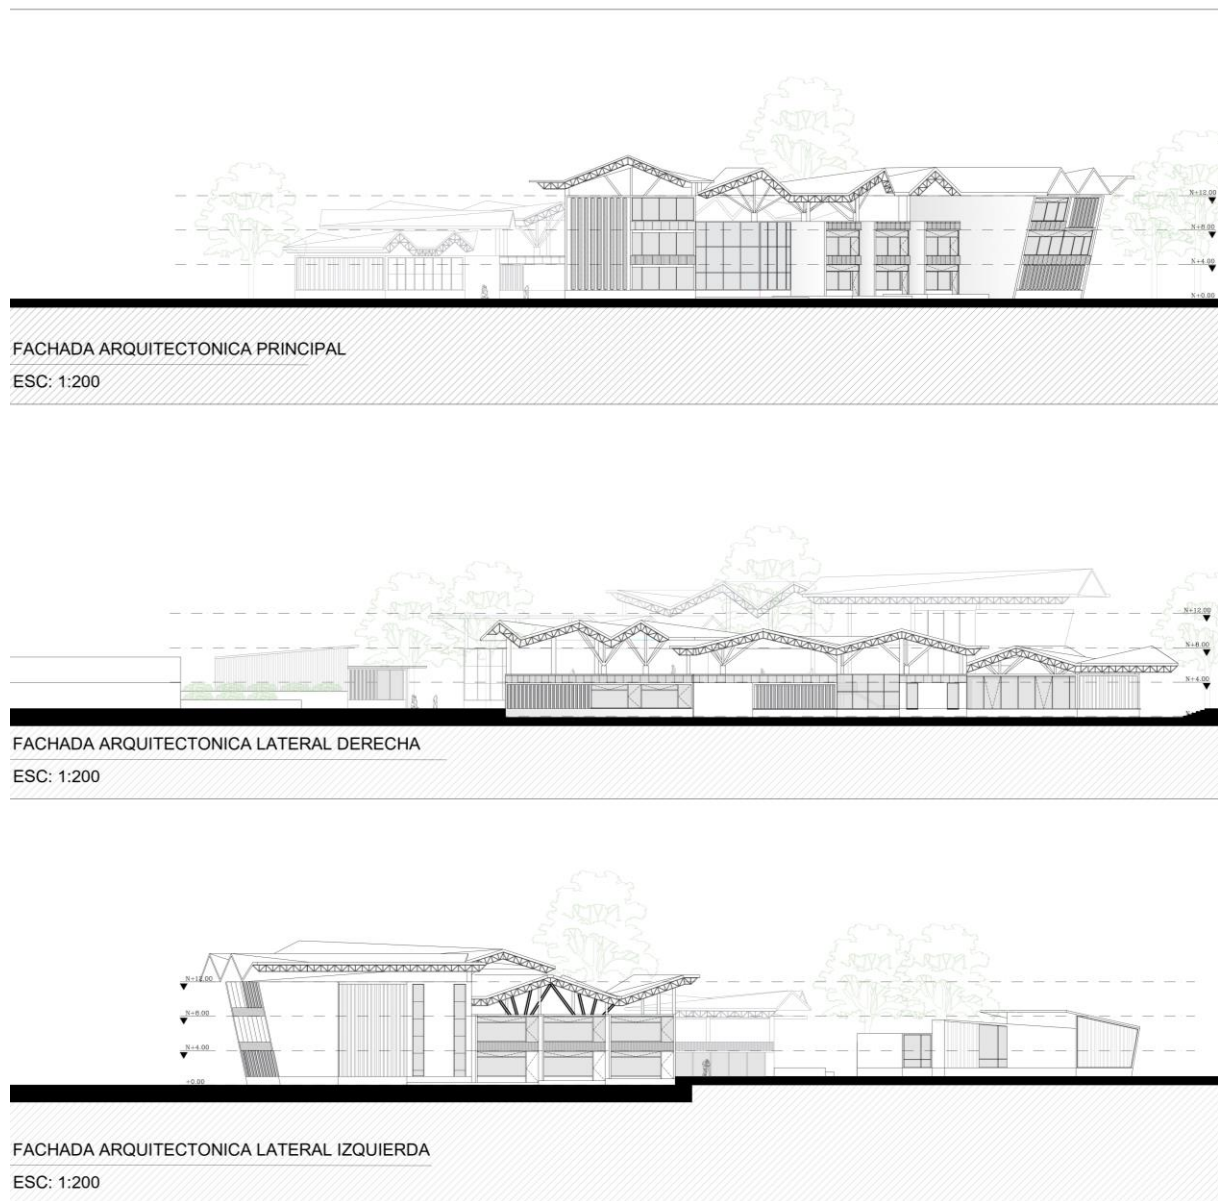 N+12.00
N+8.00
N+4.00
N+0.00
FACHADA ARQUITECTONICA PRINCIPAL
ESC: 1:200
N+12.00
N+8.00
N+4.00
FACHADA ARQUITECTONICA LATERAL DERECHA
ESC: 1:200
N+12.00
N+8.00
N+4.00
+0.00
FACHADA ARQUITECTONICA LATERAL IZQUIERDA
ESC: 1:200